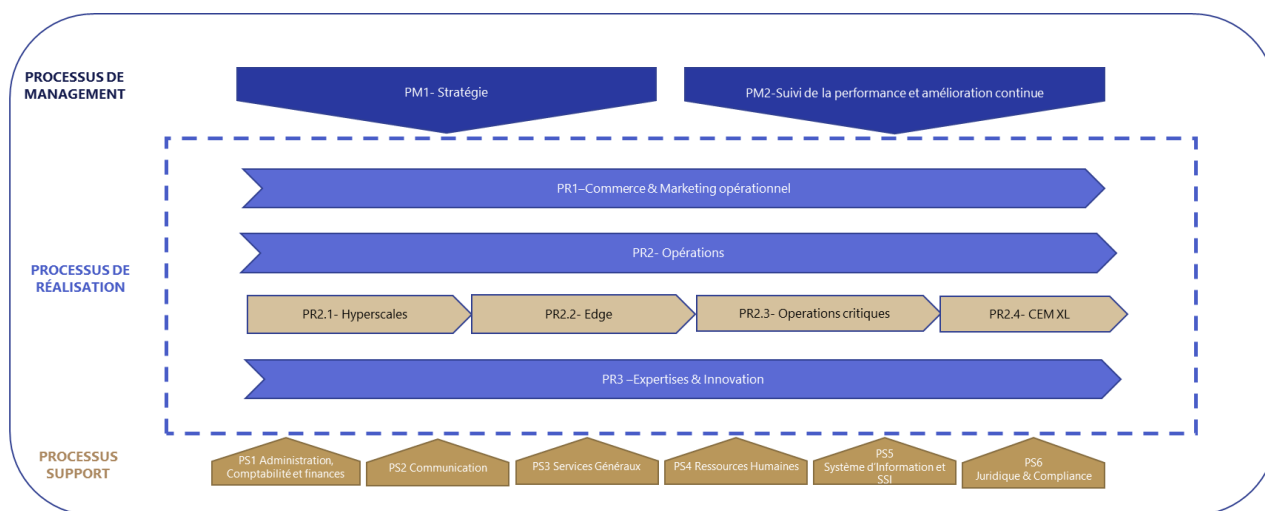 PROCESSUS DE
MANAGEMENT
PM1- Stratégie
PM2-Suivi de la performance et amélioration continue
PR1–Commerce & Marketing opérationnel
PR2- Opérations
PROCESSUS DE
RÉALISATION
PR2.1- Hyperscales
PR2.2- Edge
PR2.3- Operations critiques
PR2.4- CEM XL
PR3 –Expertises & Innovation
PROCESSUS
SUPPORT
PS1 Administration,
Comptabilité et finances
PS2 Communication
PS3 Services Généraux
PS4 Ressources Humaines
PS5
Système d'Information et
SSI
PS6
Juridique & Compliance